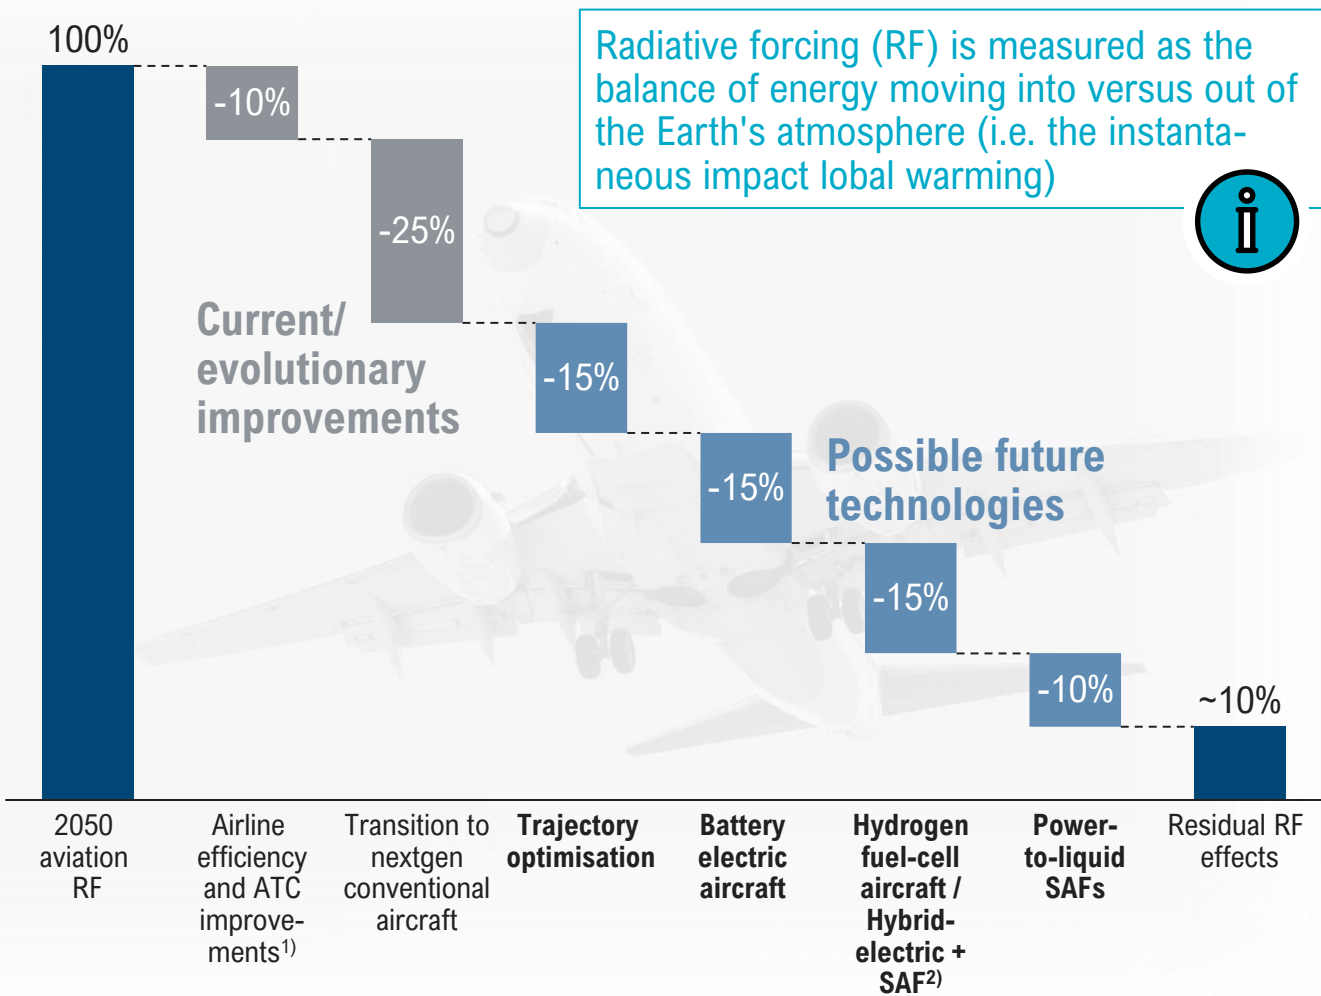 100%
Radiative forcing (RF) is measured as the
balance of energy moving into versus out of
the Earth's atmosphere (i.e. the instanta-
neous impact lobal warming)
-10%
-25%
Current/
evolutionary
improvements
-15%
-15%
Possible future
technologies
-15%
-10%
~10%
2050
aviation
RF
Airline
efficiency
and ATC
improve-
ments1)
Transition to
nextgen
conventional
aircraft
Trajectory
optimisation
Battery
electric
aircraft
Hydrogen
fuel-cell
aircraft /
Hybrid-
electric +
SAF2)
Power-
to-liquid
SAFs
Residual RF
effects